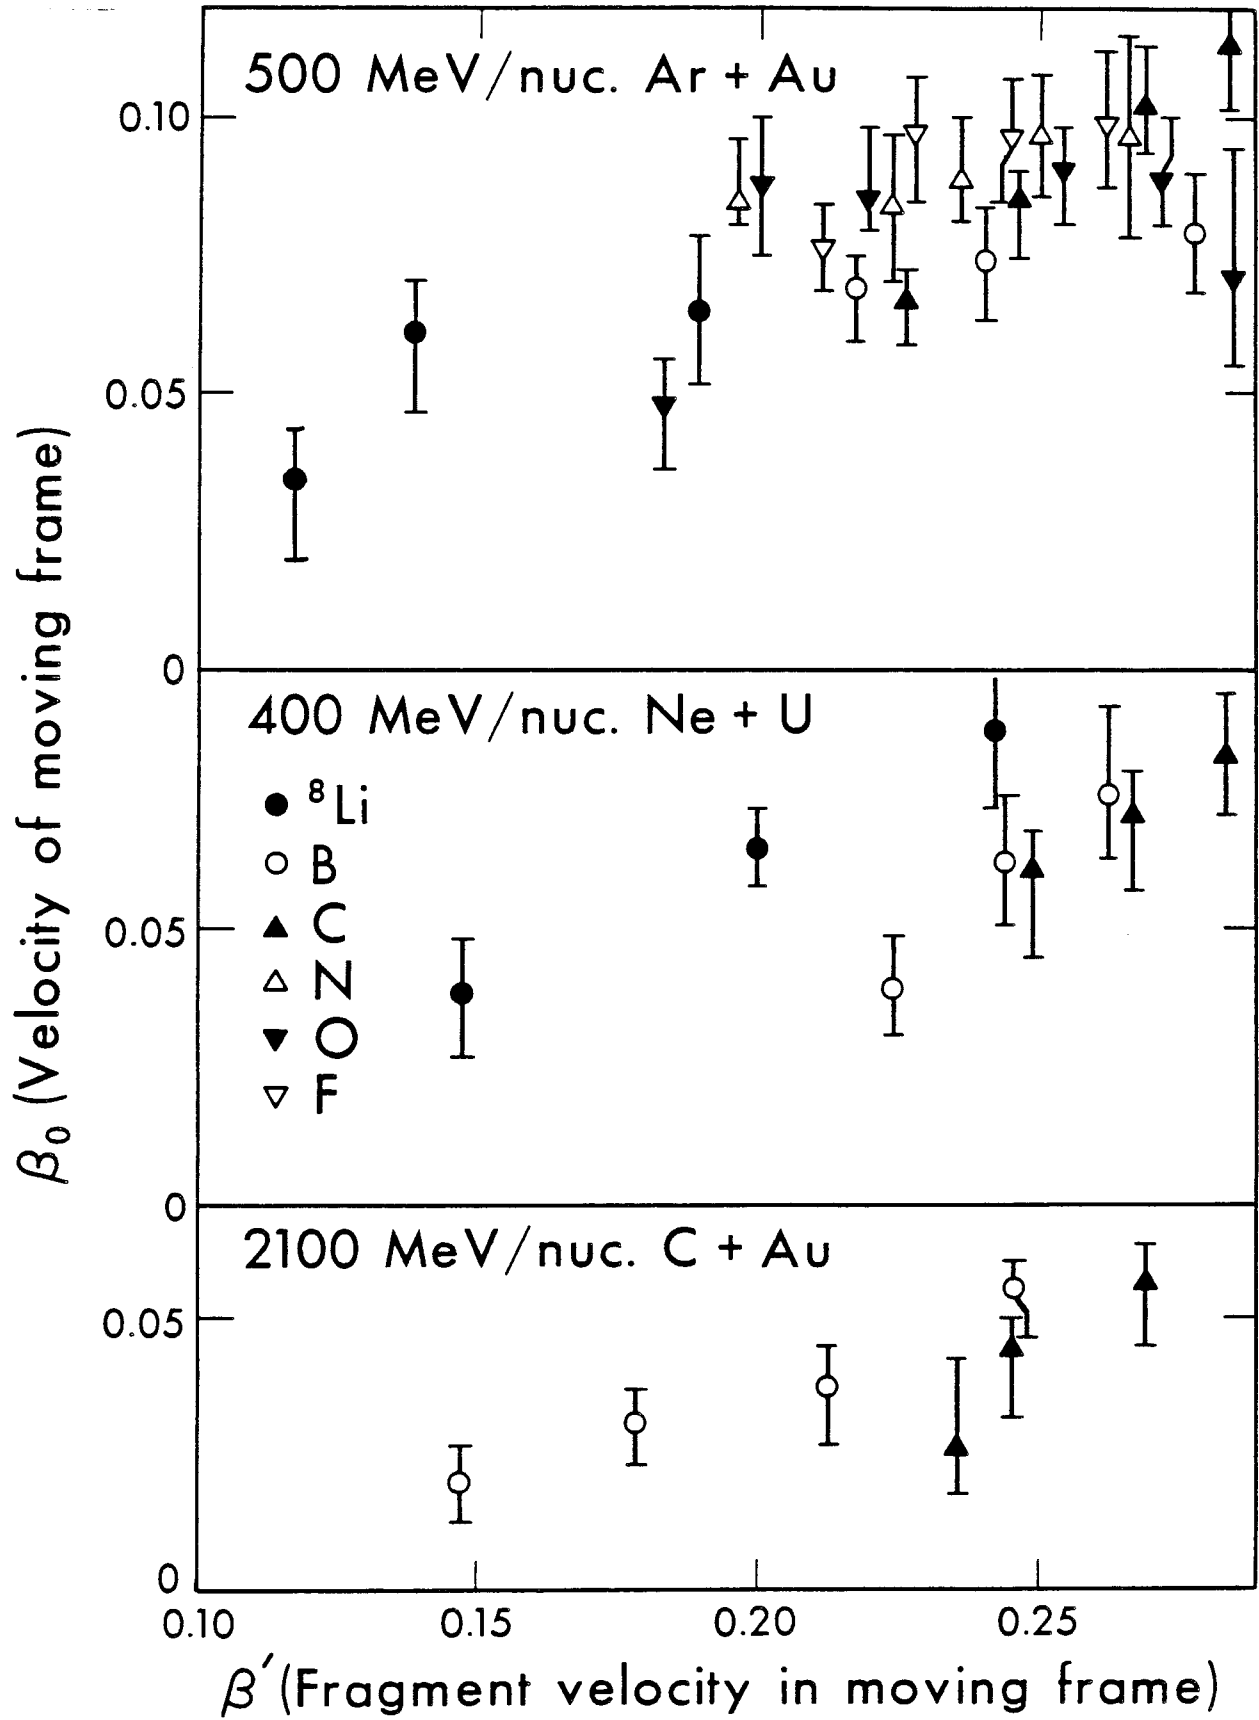 500 MeV/nuc. Ar + Au
0.10
0.05
0
400 MeV/nuc. Ne + U
⁸Li
B
C
N
O
F
0.05
0
2100 MeV/nuc. C + Au
0.05
0
0.10 0.15 0.20 0.25
β′ (Fragment velocity in moving frame)
β₀ (Velocity of moving frame)